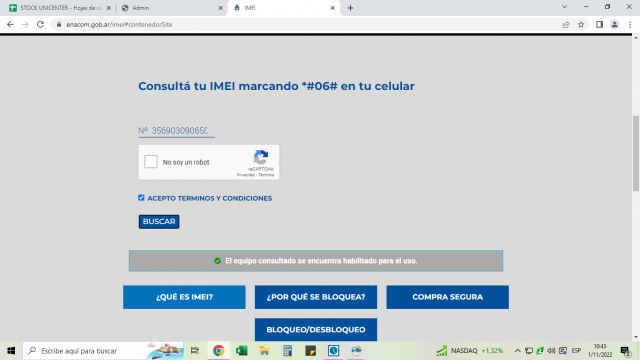 STOCK UNICENTER - Hojas de cá
Admin
IMEI
enacom.gob.ar/imei#contenedorSite
Consultá tu IMEI marcando *#06# en tu celular
Nº 35690309065
No soy un robot
reCAPTCHA
Privacidad - Términos
ACEPTO TERMINOS Y CONDICIONES
BUSCAR
El equipo consultado se encuentra habilitado para el uso.
¿QUÉ ES IMEI?
¿POR QUÉ SE BLOQUEA?
COMPRA SEGURA
BLOQUEO/DESBLOQUEO
Escribe aquí para buscar
NASDAQ +1,32%
ESP
10:43
1/11/2022